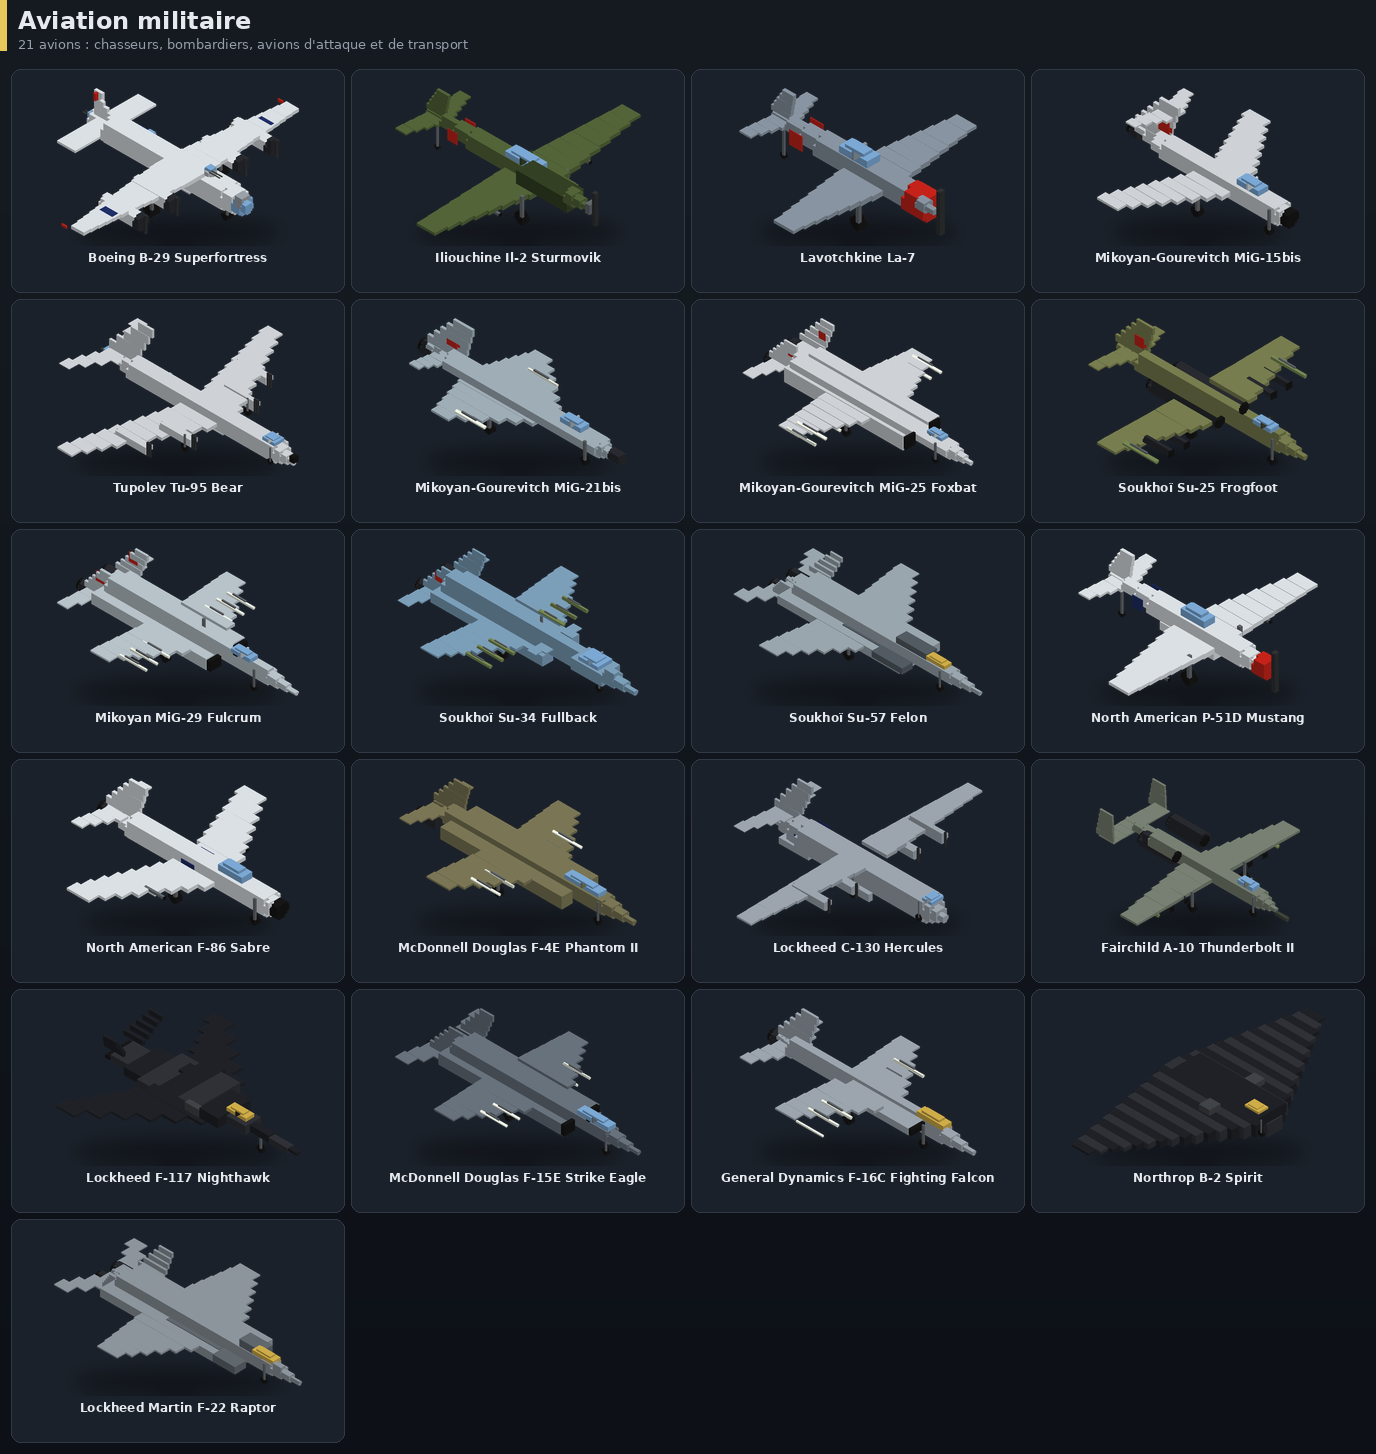 Aviation militaire
21 avions : chasseurs, bombardiers, avions d'attaque et de transport
Boeing B-29 Superfortress
Iliouchine Il-2 Sturmovik
Lavotchkine La-7
Mikoyan-Gourevitch MiG-15bis
Tupolev Tu-95 Bear
Mikoyan-Gourevitch MiG-21bis
Mikoyan-Gourevitch MiG-25 Foxbat
Soukhoï Su-25 Frogfoot
Mikoyan MiG-29 Fulcrum
Soukhoï Su-34 Fullback
Soukhoï Su-57 Felon
North American P-51D Mustang
North American F-86 Sabre
McDonnell Douglas F-4E Phantom II
Lockheed C-130 Hercules
Fairchild A-10 Thunderbolt II
Lockheed F-117 Nighthawk
McDonnell Douglas F-15E Strike Eagle
General Dynamics F-16C Fighting Falcon
Northrop B-2 Spirit
Lockheed Martin F-22 Raptor